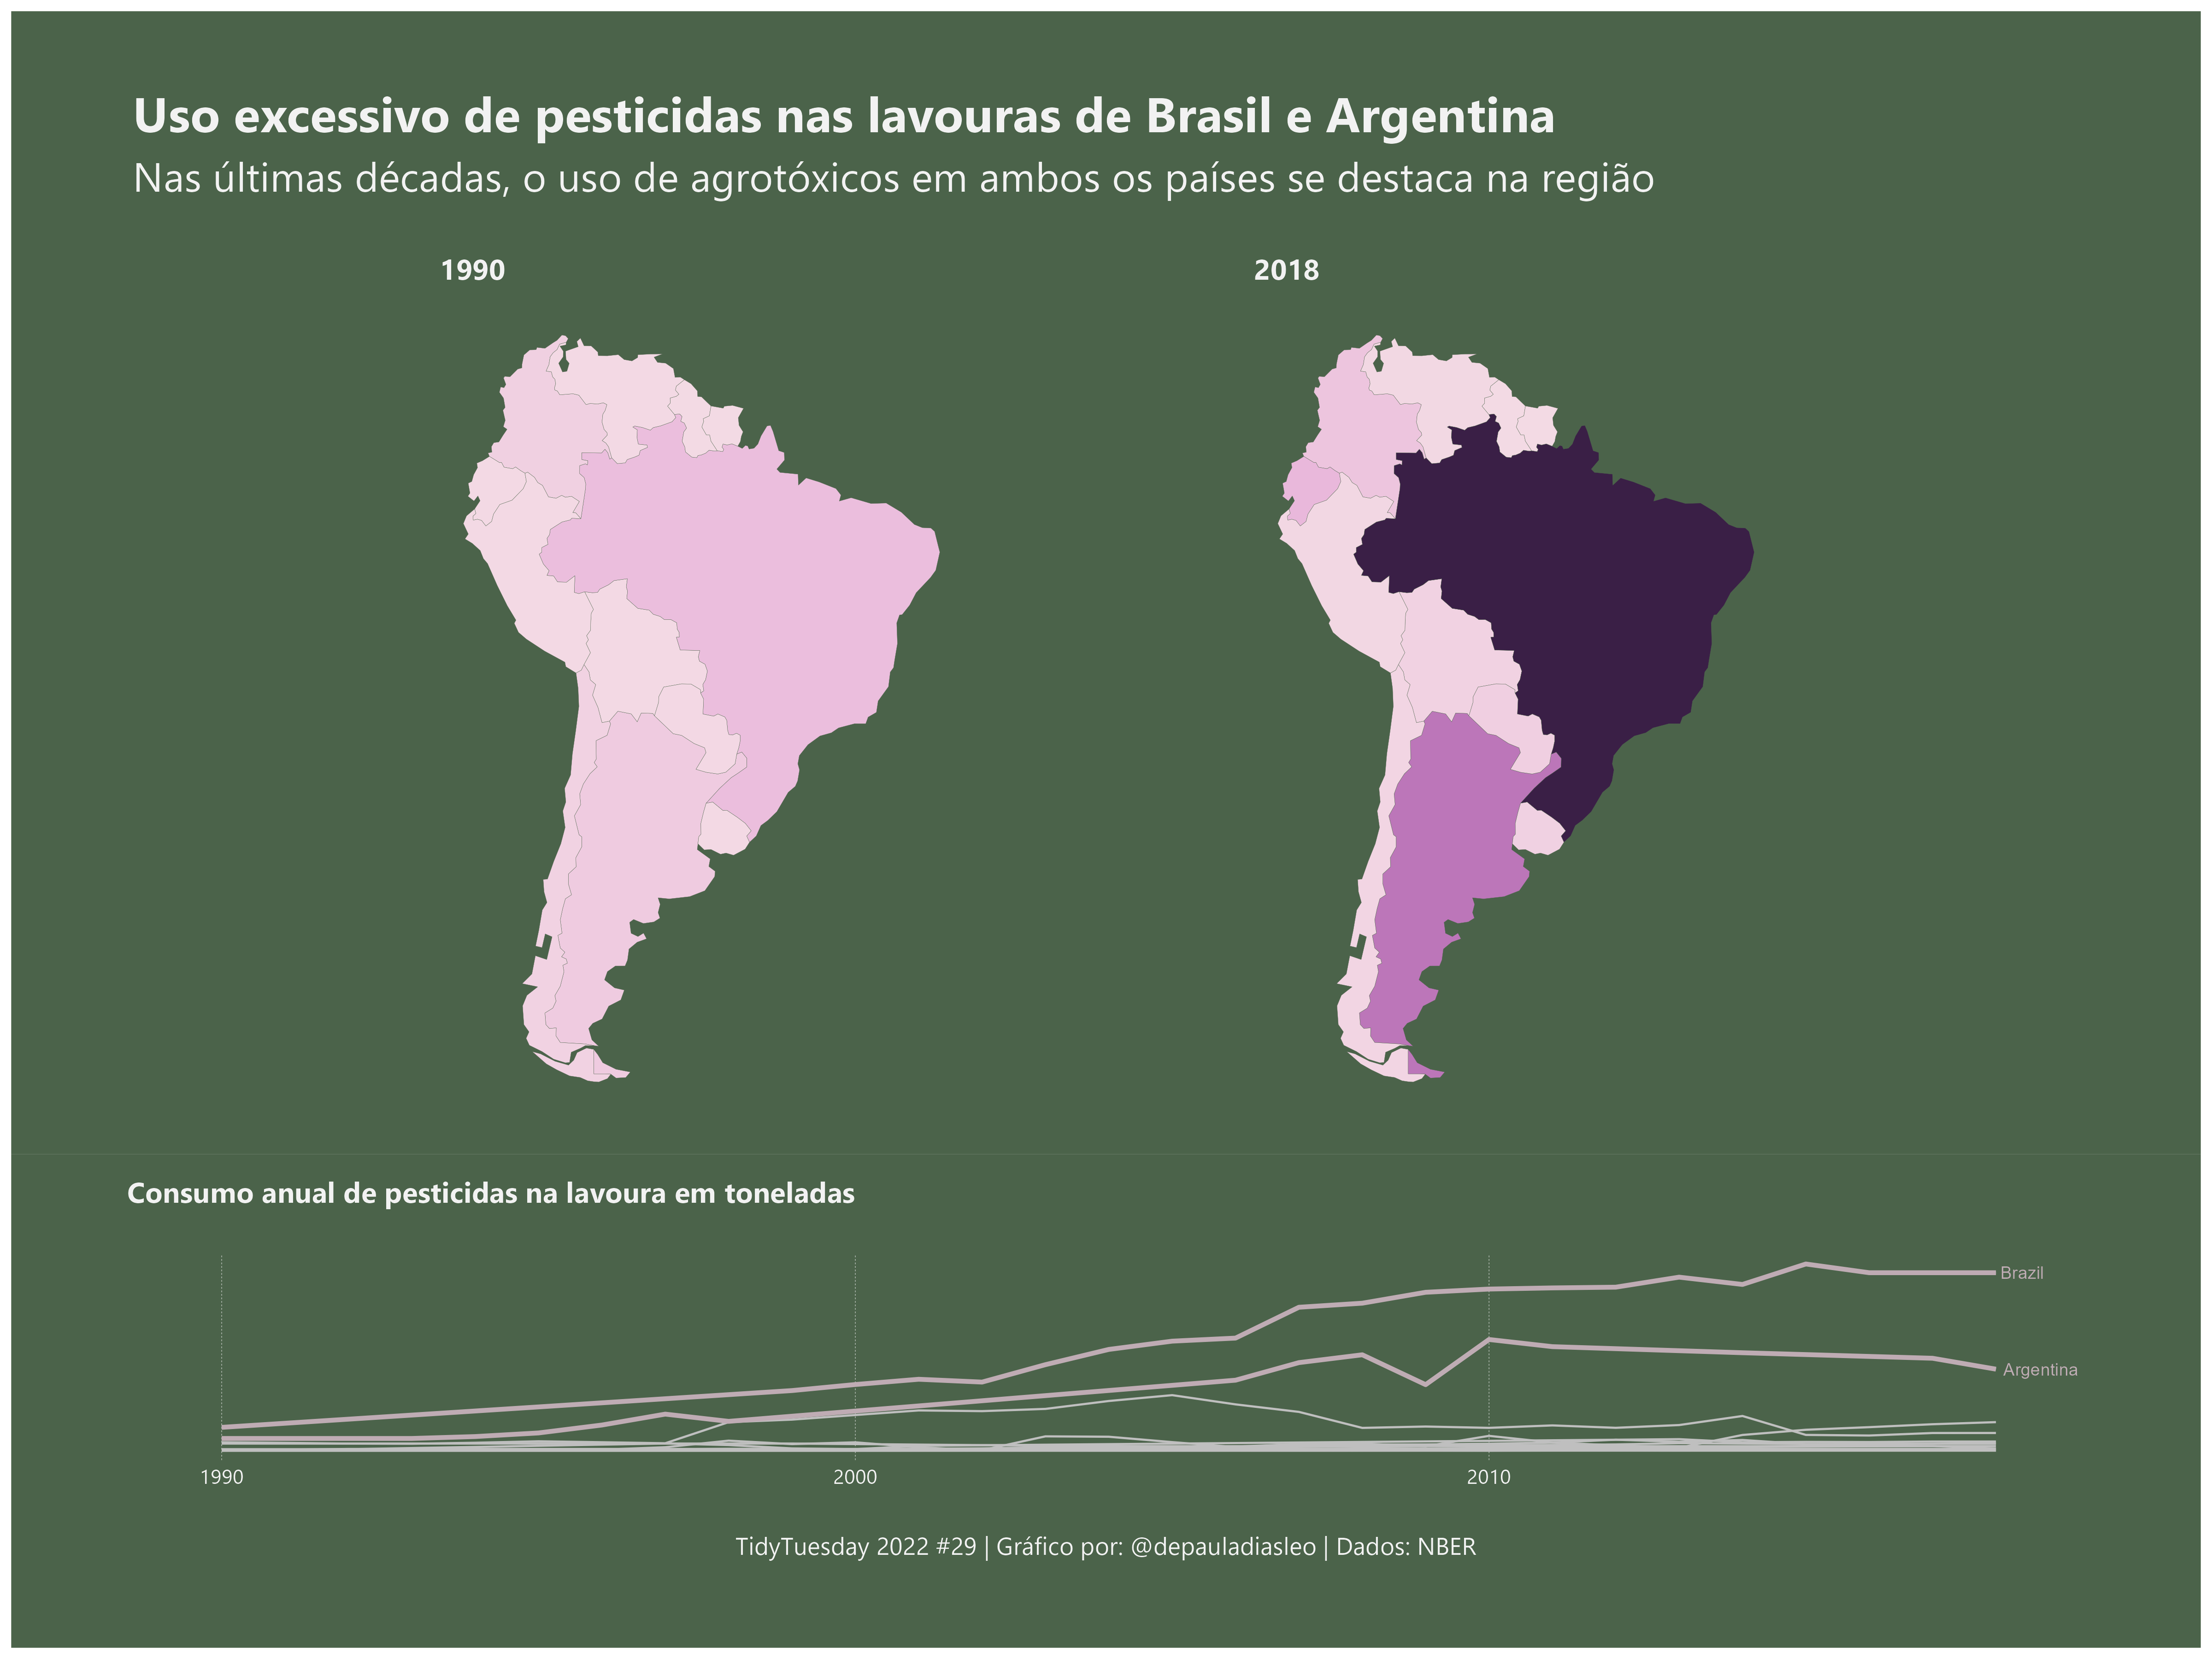 Uso excessivo de pesticidas nas lavouras de Brasil e Argentina
Nas últimas décadas, o uso de agrotóxicos em ambos os países se destaca na região
1990
2018
Consumo anual de pesticidas na lavoura em toneladas
Brazil
Argentina
1990
2000
2010
TidyTuesday 2022 #29 | Gráfico por: @depauladiasleo | Dados: NBER